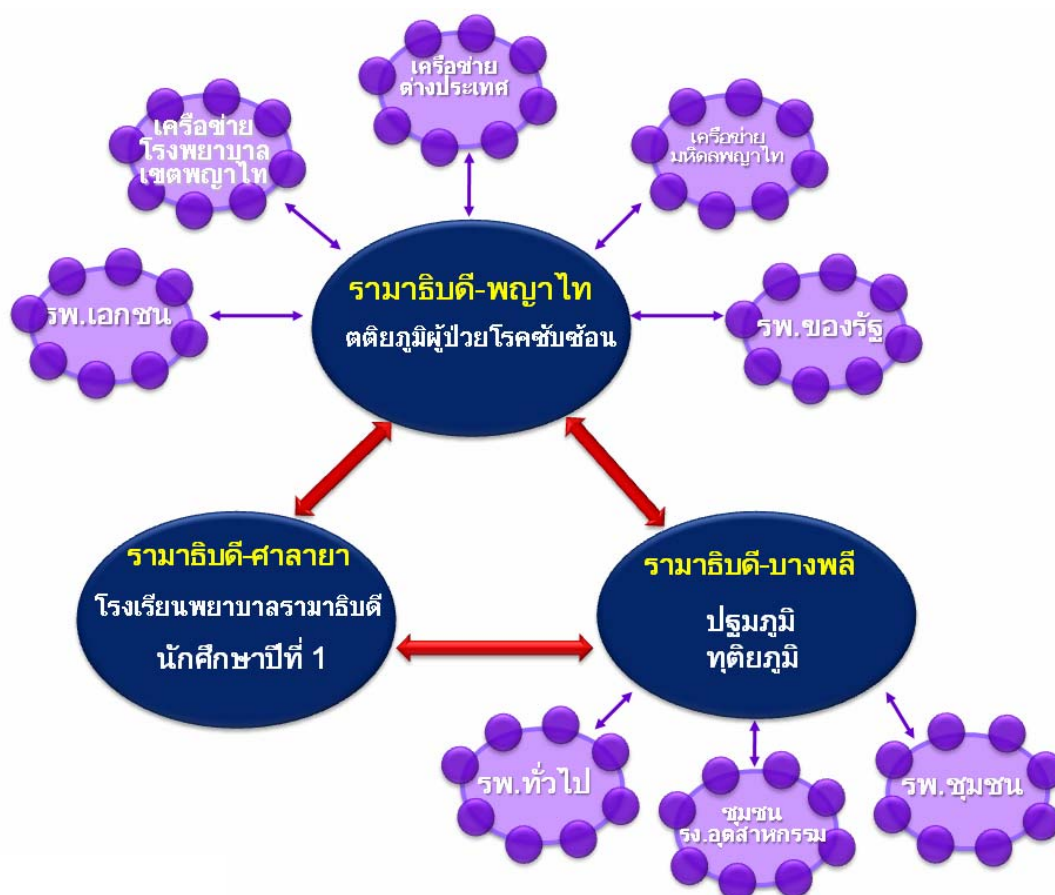 เครือข่าย
ต่างประเทศ
เครือข่าย
โรงพยาบาล
เขตพญาไท
เครือข่าย
มหิดลพญาไท
รพ.เอกชน
รามาธิบดี-พญาไท
ตติยภูมิผู้ป่วยโรคซับซ้อน
รพ.ของรัฐ
รามาธิบดี-ศาลายา
โรงเรียนพยาบาลรามาธิบดี
นักศึกษาปีที่ 1
รามาธิบดี-บางพลี
ปฐมภูมิ
ทุติยภูมิ
รพ.ทั่วไป
ชุมชน
รง.อุตสาหกรรม
รพ.ชุมชน